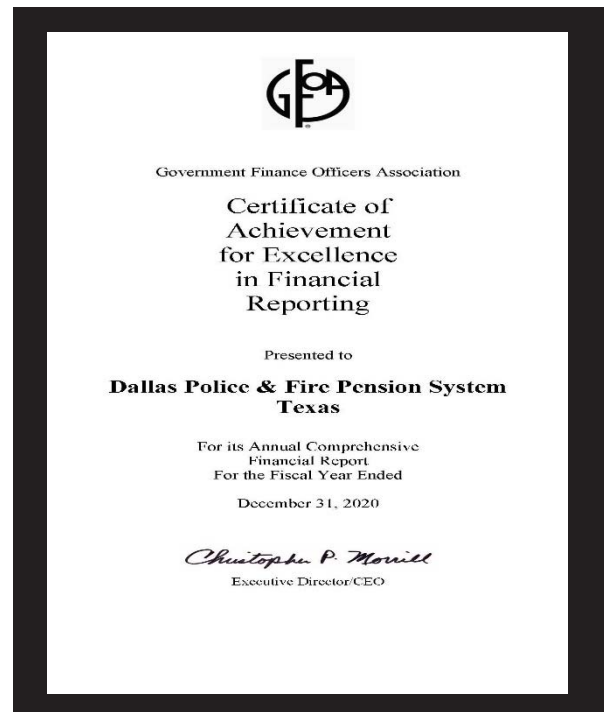 GFOA
Government Finance Officers Association
Certificate of
Achievement
for Excellence
in Financial
Reporting
Presented to
Dallas Police & Fire Pension System
Texas
For its Annual Comprehensive
Financial Report
For the Fiscal Year Ended
December 31, 2020
Christopher P. Morrill
Executive Director/CEO